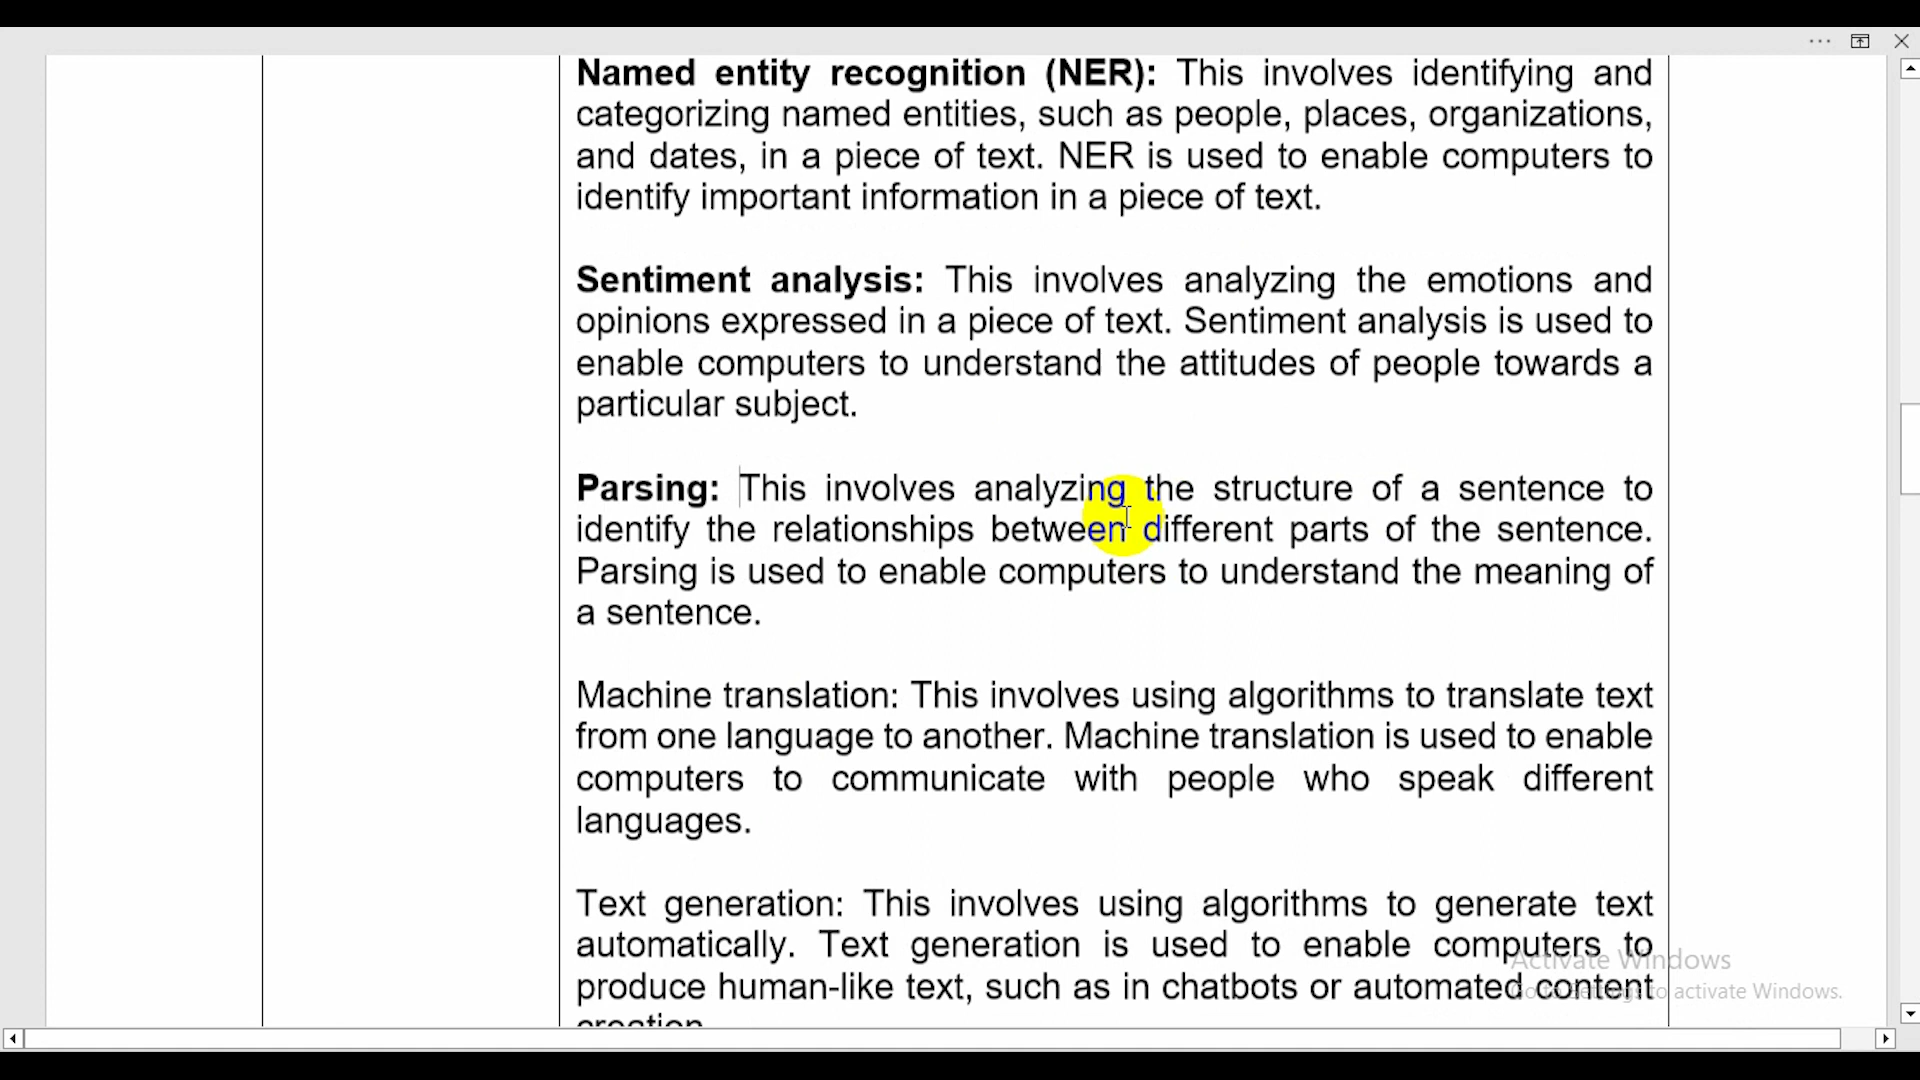 Named entity recognition (NER): This involves identifying and
categorizing named entities, such as people, places, organizations,
and dates, in a piece of text. NER is used to enable computers to
identify important information in a piece of text.
Sentiment analysis: This involves analyzing the emotions and
opinions expressed in a piece of text. Sentiment analysis is used to
enable computers to understand the attitudes of people towards a
particular subject.
Parsing: This involves analyzing the structure of a sentence to
identify the relationships between different parts of the sentence.
Parsing is used to enable computers to understand the meaning of
a sentence.
Machine translation: This involves using algorithms to translate text
from one language to another. Machine translation is used to enable
computers to communicate with people who speak different
languages.
Text generation: This involves using algorithms to generate text
automatically. Text generation is used to enable computers to
produce human-like text, such as in chatbots or automated content
creation
Activate Windows
Go to Settings to activate Windows.